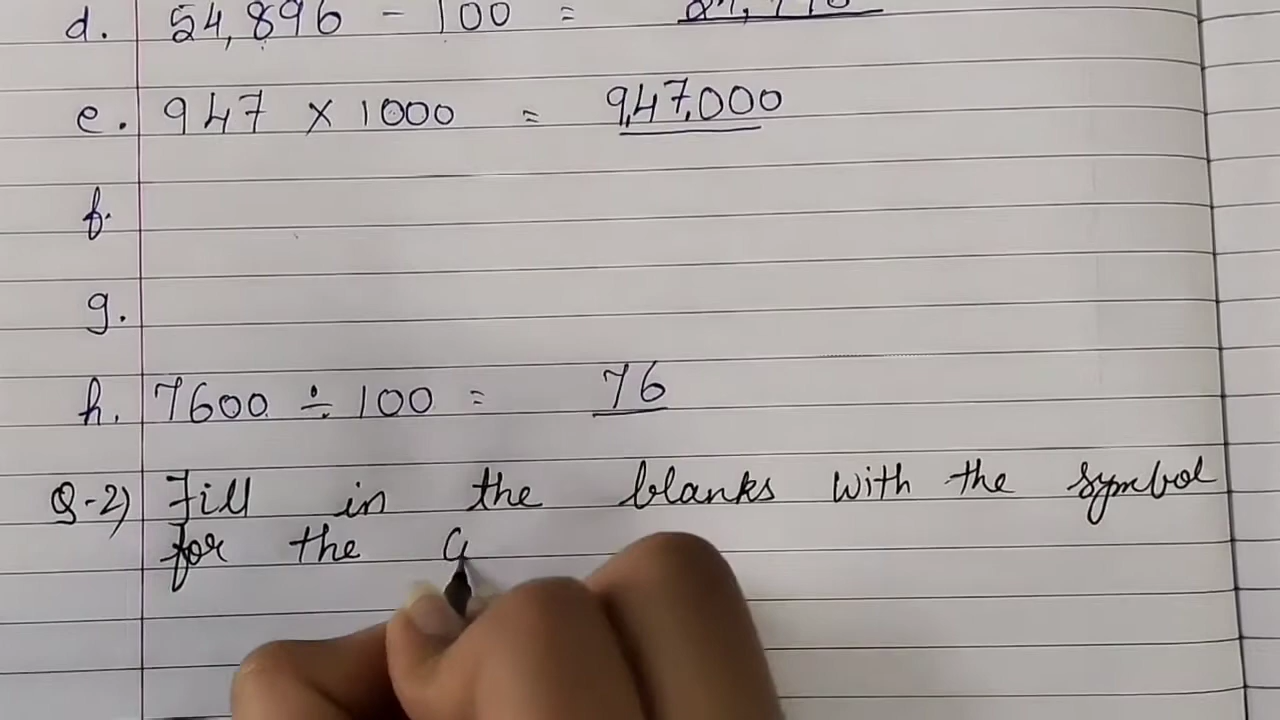 d. 54,896 - 100 =
e. 947 × 1000 = 9,47,000
f.
g.
h. 7600 ÷ 100 = 76
Q-2) Fill in the blanks with the symbol
for the